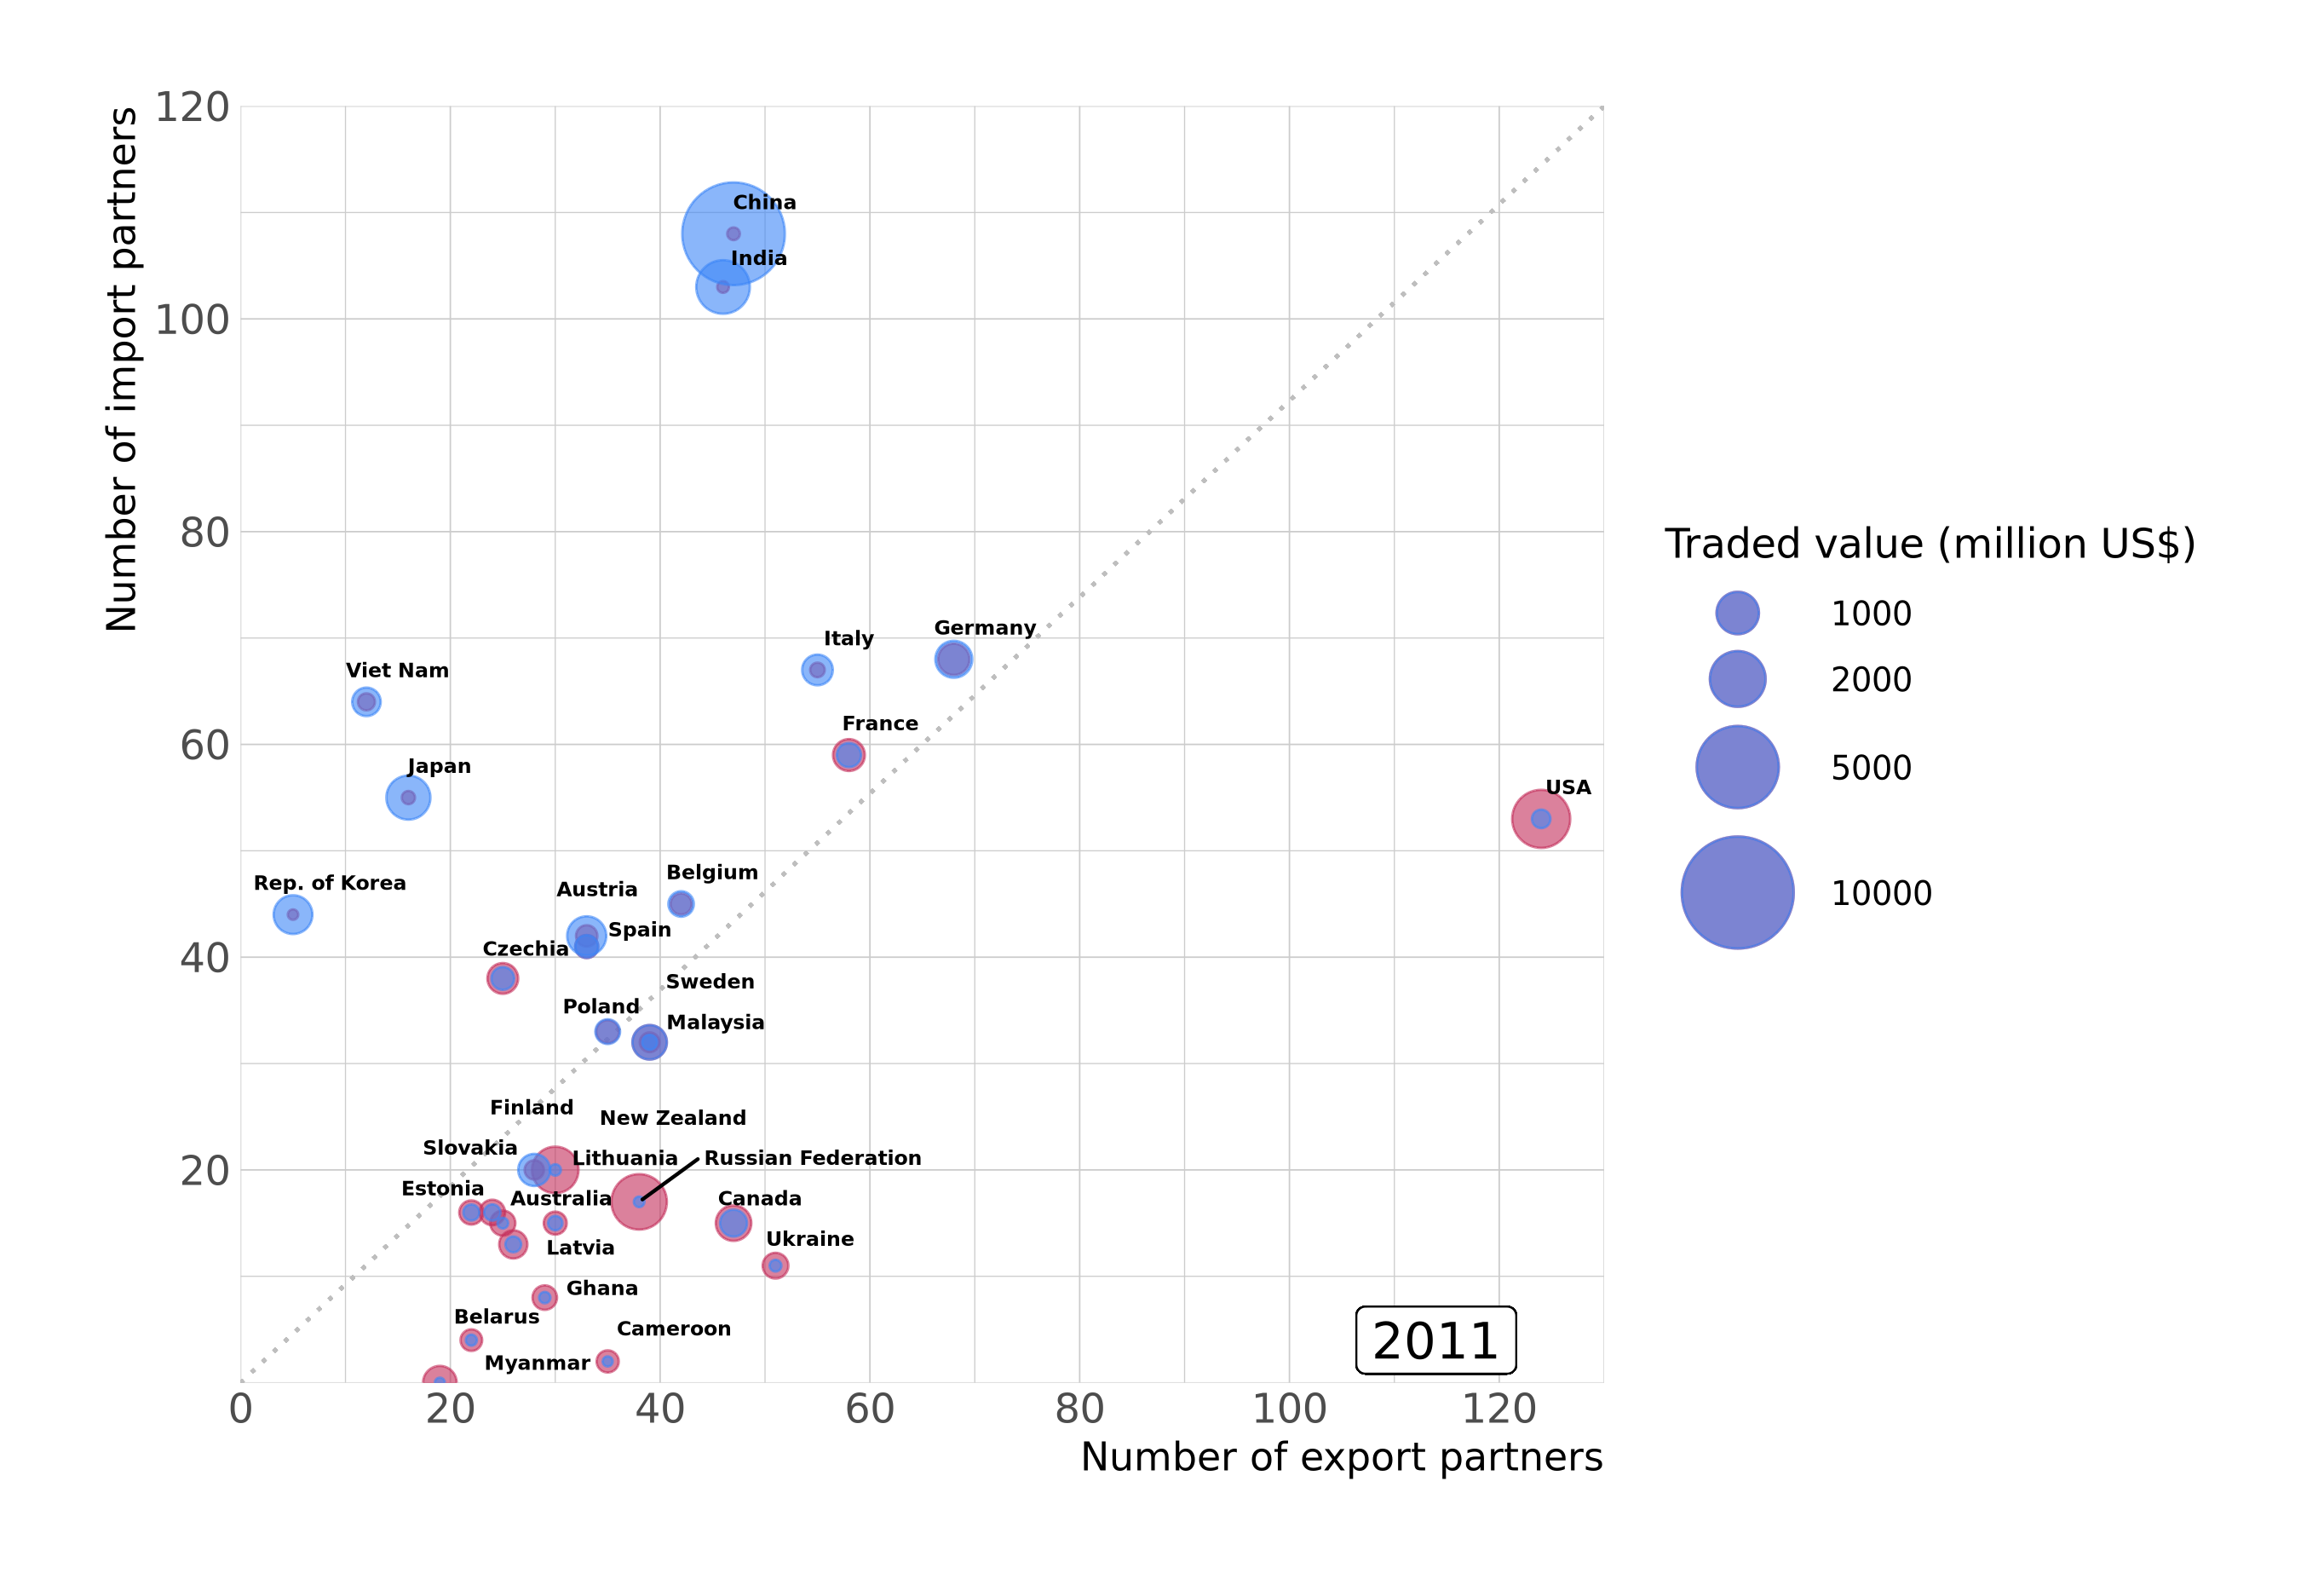 Number of import partners
120
100
80
60
40
20
China
India
Italy
Germany
Viet Nam
France
Japan
USA
Rep. of Korea
Austria
Belgium
Spain
Czechia
Sweden
Poland
Malaysia
Finland
New Zealand
Slovakia
Lithuania
Russian Federation
Estonia
Australia
Canada
Ukraine
Latvia
Ghana
Belarus
Cameroon
Myanmar
2011
0
20
40
60
80
100
120
Number of export partners
Traded value (million US$)
1000
2000
5000
10000